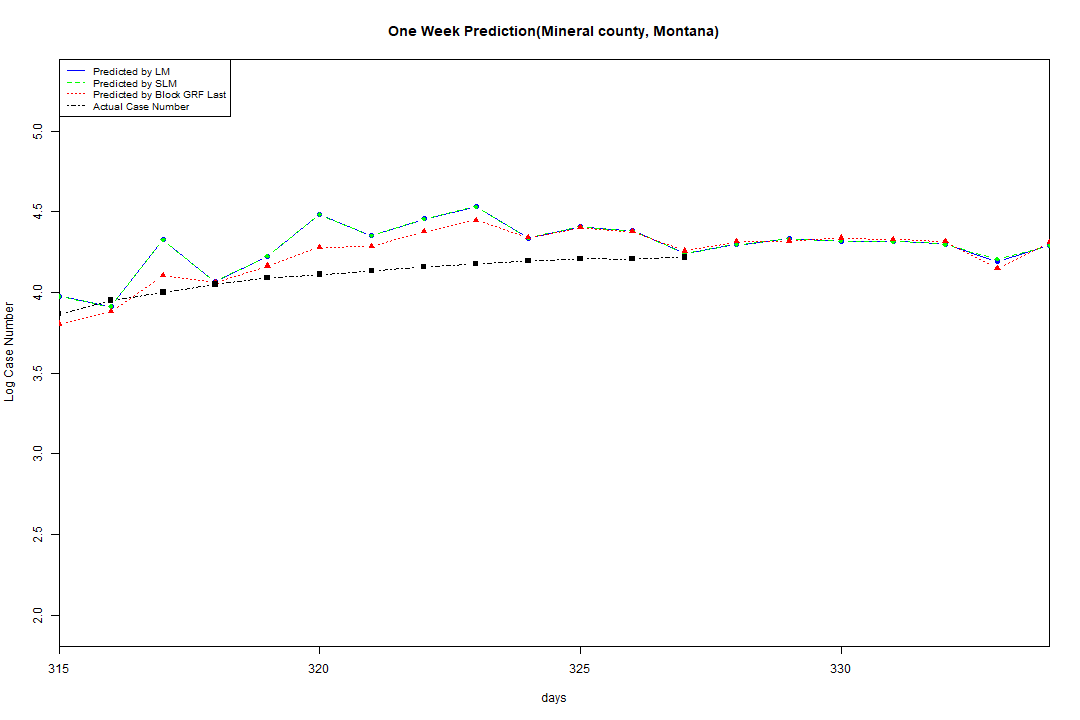 One Week Prediction(Mineral county, Montana)
Predicted by LM
Predicted by SLM
Predicted by Block GRF Last
Actual Case Number
5.0
4.5
4.0
3.5
3.0
2.5
2.0
Log Case Number
315 320 325 330
days